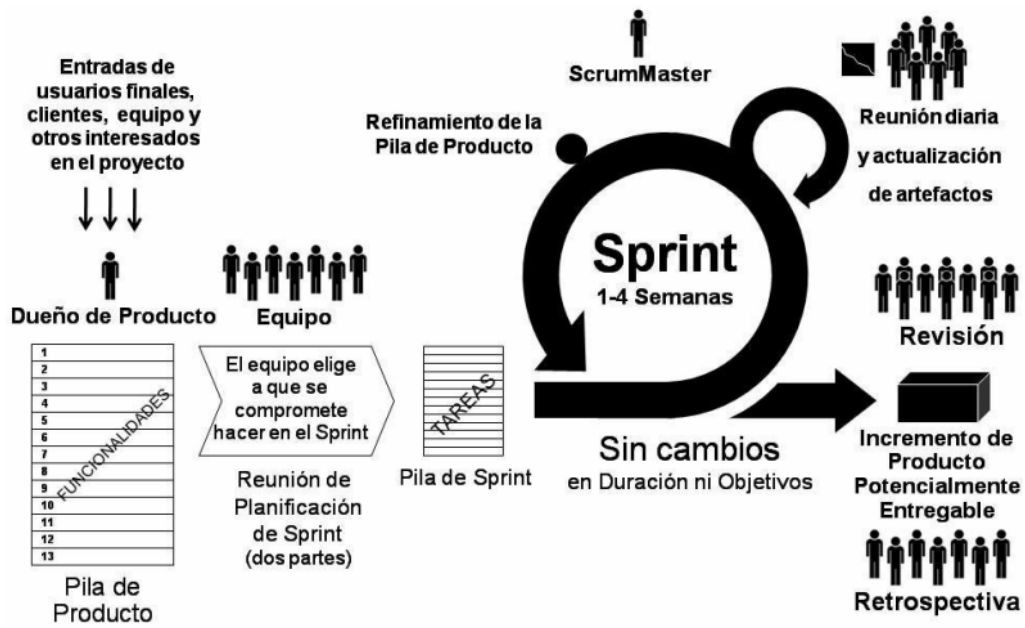 Entradas de
usuarios finales,
clientes, equipo y
otros interesados
en el proyecto
Dueño de Producto
1
2
3
4
5
6
7
8
9
10
11
12
13
FUNCIONALIDADES
Pila de
Producto
Equipo
El equipo elige
a que se
compromete
hacer en el Sprint
Reunión de
Planificación
de Sprint
(dos partes)
TAREAS
Pila de Sprint
Refinamiento de la
Pila de Producto
ScrumMaster
Sprint
1-4 Semanas
Sin cambios
en Duración ni Objetivos
Reunión diaria
y actualización
de artefactos
Revisión
Incremento de
Producto
Potencialmente
Entregable
Retrospectiva